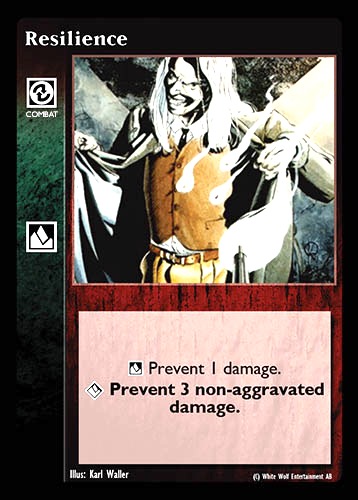 Resilience
COMBAT
Prevent 1 damage.
Prevent 3 non-aggravated
damage.
Illus: Karl Waller
(C) White Wolf Entertainment AB